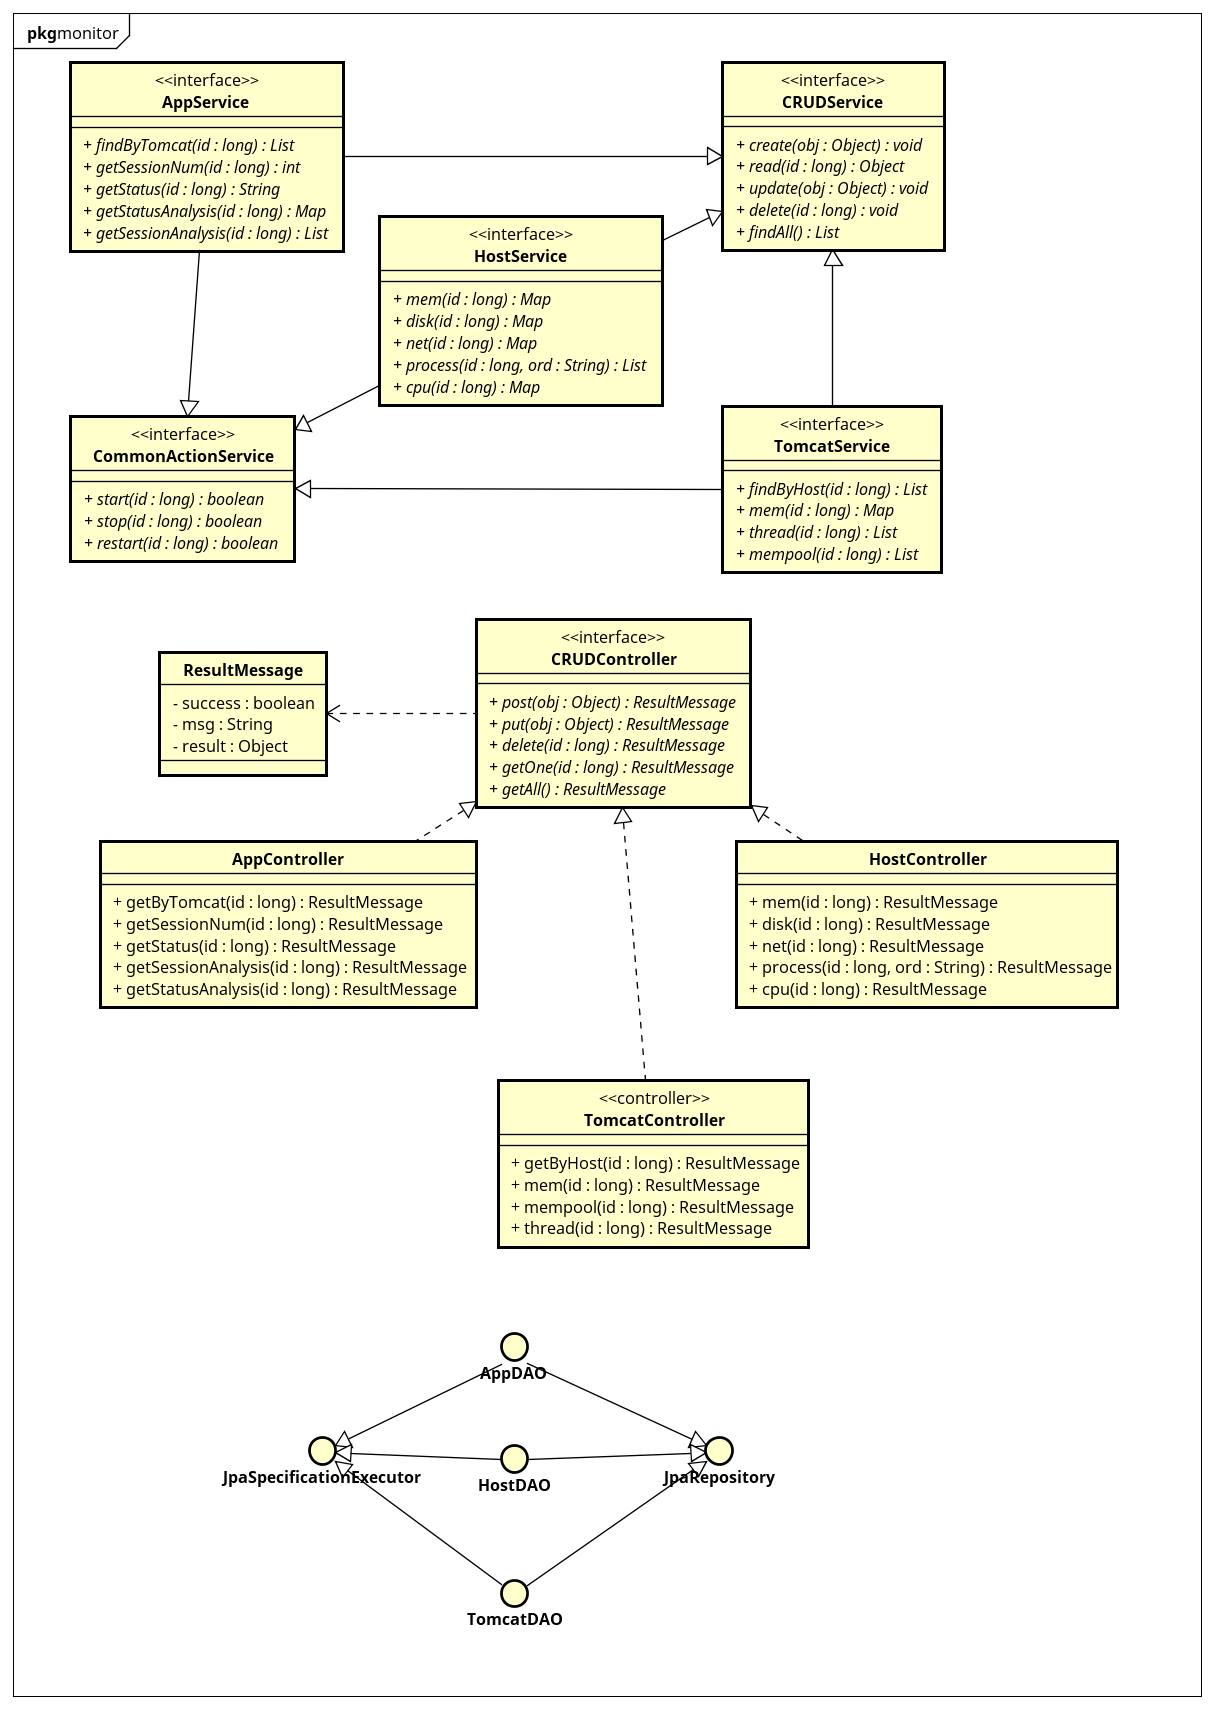 pkgmonitor
<<interface>>
AppService
+ findByTomcat(id : long) : List
+ getSessionNum(id : long) : int
+ getStatus(id : long) : String
+ getStatusAnalysis(id : long) : Map
+ getSessionAnalysis(id : long) : List
<<interface>>
CRUDService
+ create(obj : Object) : void
+ read(id : long) : Object
+ update(obj : Object) : void
+ delete(id : long) : void
+ findAll() : List
<<interface>>
HostService
+ mem(id : long) : Map
+ disk(id : long) : Map
+ net(id : long) : Map
+ process(id : long, ord : String) : List
+ cpu(id : long) : Map
<<interface>>
CommonActionService
+ start(id : long) : boolean
+ stop(id : long) : boolean
+ restart(id : long) : boolean
<<interface>>
TomcatService
+ findByHost(id : long) : List
+ mem(id : long) : Map
+ thread(id : long) : List
+ mempool(id : long) : List
ResultMessage
- success : boolean
- msg : String
- result : Object
<<interface>>
CRUDController
+ post(obj : Object) : ResultMessage
+ put(obj : Object) : ResultMessage
+ delete(id : long) : ResultMessage
+ getOne(id : long) : ResultMessage
+ getAll() : ResultMessage
AppController
+ getByTomcat(id : long) : ResultMessage
+ getSessionNum(id : long) : ResultMessage
+ getStatus(id : long) : ResultMessage
+ getSessionAnalysis(id : long) : ResultMessage
+ getStatusAnalysis(id : long) : ResultMessage
HostController
+ mem(id : long) : ResultMessage
+ disk(id : long) : ResultMessage
+ net(id : long) : ResultMessage
+ process(id : long, ord : String) : ResultMessage
+ cpu(id : long) : ResultMessage
<<controller>>
TomcatController
+ getByHost(id : long) : ResultMessage
+ mem(id : long) : ResultMessage
+ mempool(id : long) : ResultMessage
+ thread(id : long) : ResultMessage
AppDAO
JpaSpecificationExecutor
HostDAO
JpaRepository
TomcatDAO